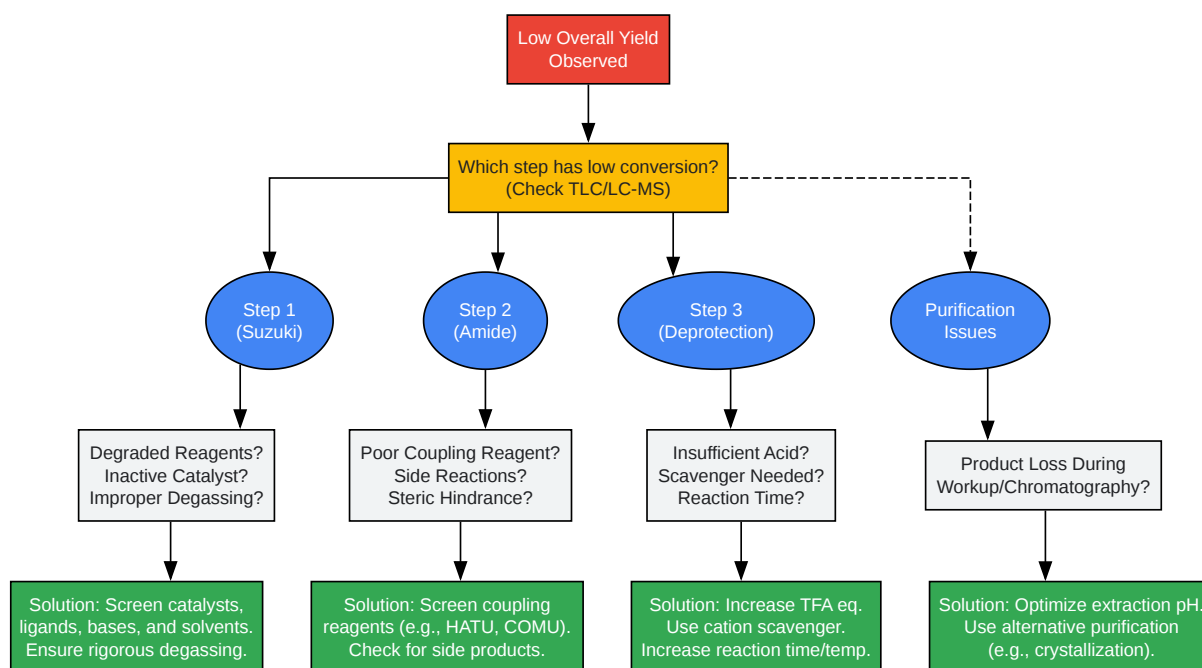 Low Overall Yield
Observed
Which step has low conversion?
(Check TLC/LC-MS)
Step 1
(Suzuki)
Step 2
(Amide)
Step 3
(Deprotection)
Purification
Issues
Degraded Reagents?
Inactive Catalyst?
Improper Degassing?
Poor Coupling Reagent?
Side Reactions?
Steric Hindrance?
Insufficient Acid?
Scavenger Needed?
Reaction Time?
Product Loss During
Workup/Chromatography?
Solution: Screen catalysts,
ligands, bases, and solvents.
Ensure rigorous degassing.
Solution: Screen coupling
reagents (e.g., HATU, COMU).
Check for side products.
Solution: Increase TFA eq.
Use cation scavenger.
Increase reaction time/temp.
Solution: Optimize extraction pH.
Use alternative purification
(e.g., crystallization).